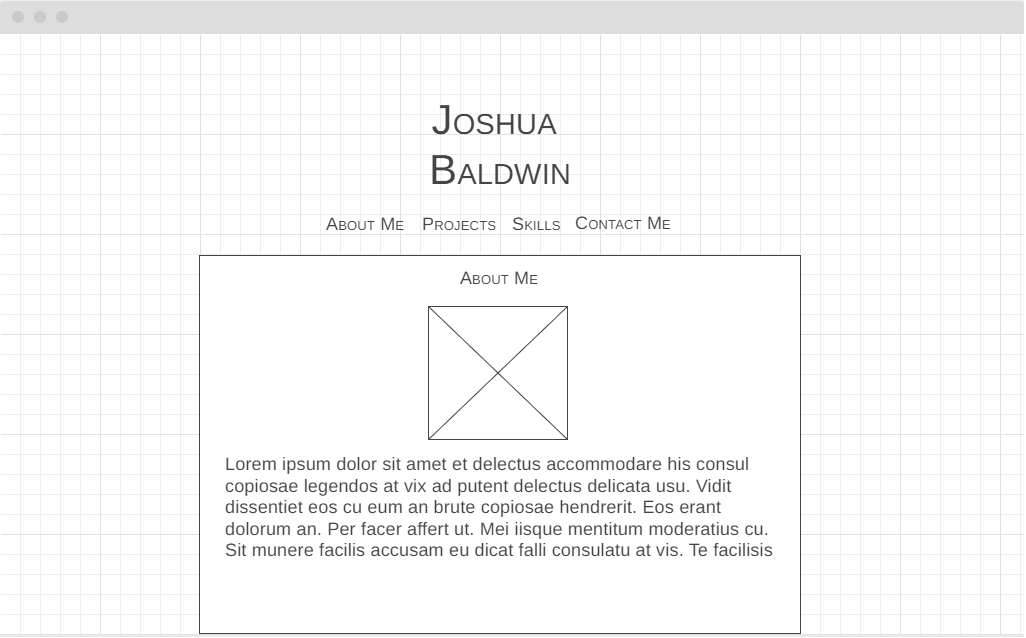 Joshua
Baldwin
About Me Projects Skills Contact Me
About Me
Lorem ipsum dolor sit amet et delectus accommodare his consul
copiosae legendos at vix ad putent delectus delicata usu. Vidit
dissentiet eos cu eum an brute copiosae hendrerit. Eos erant
dolorum an. Per facer affert ut. Mei iisque mentitum moderatius cu.
Sit munere facilis accusam eu dicat falli consulatu at vis. Te facilisis